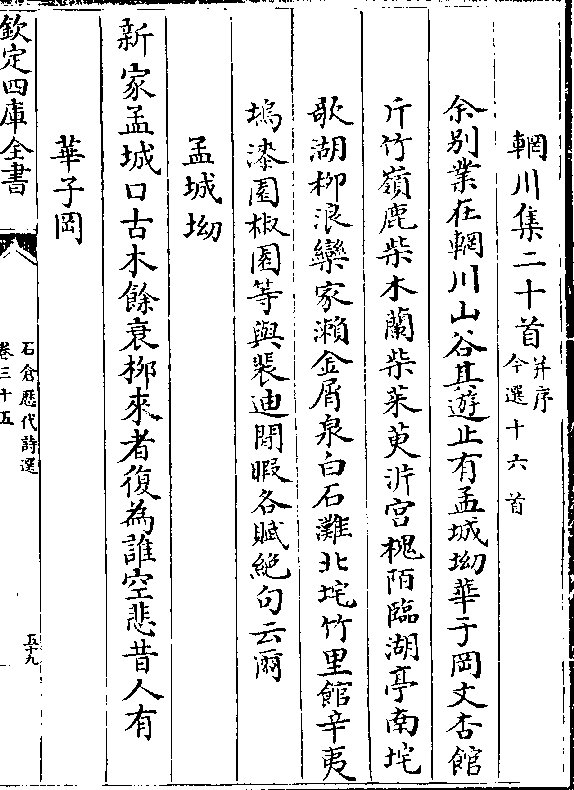 輞川集二十首并序今選十六首
余别業在輞川山谷其遊止有孟城坳華子岡文杏館
斤竹嶺鹿柴木蘭柴茱萸沜宫槐陌臨湖亭南垞
欹湖柳浪欒家瀨金屑泉白石灘北垞竹里館辛夷
塢漆園椒園等與裴迪閒暇各賦絶句云爾
孟城坳
新家孟城口古木餘衰柳來者復為誰空悲昔人有
華子岡
欽定四庫全書
石倉歷代詩選
卷三十五
五十九